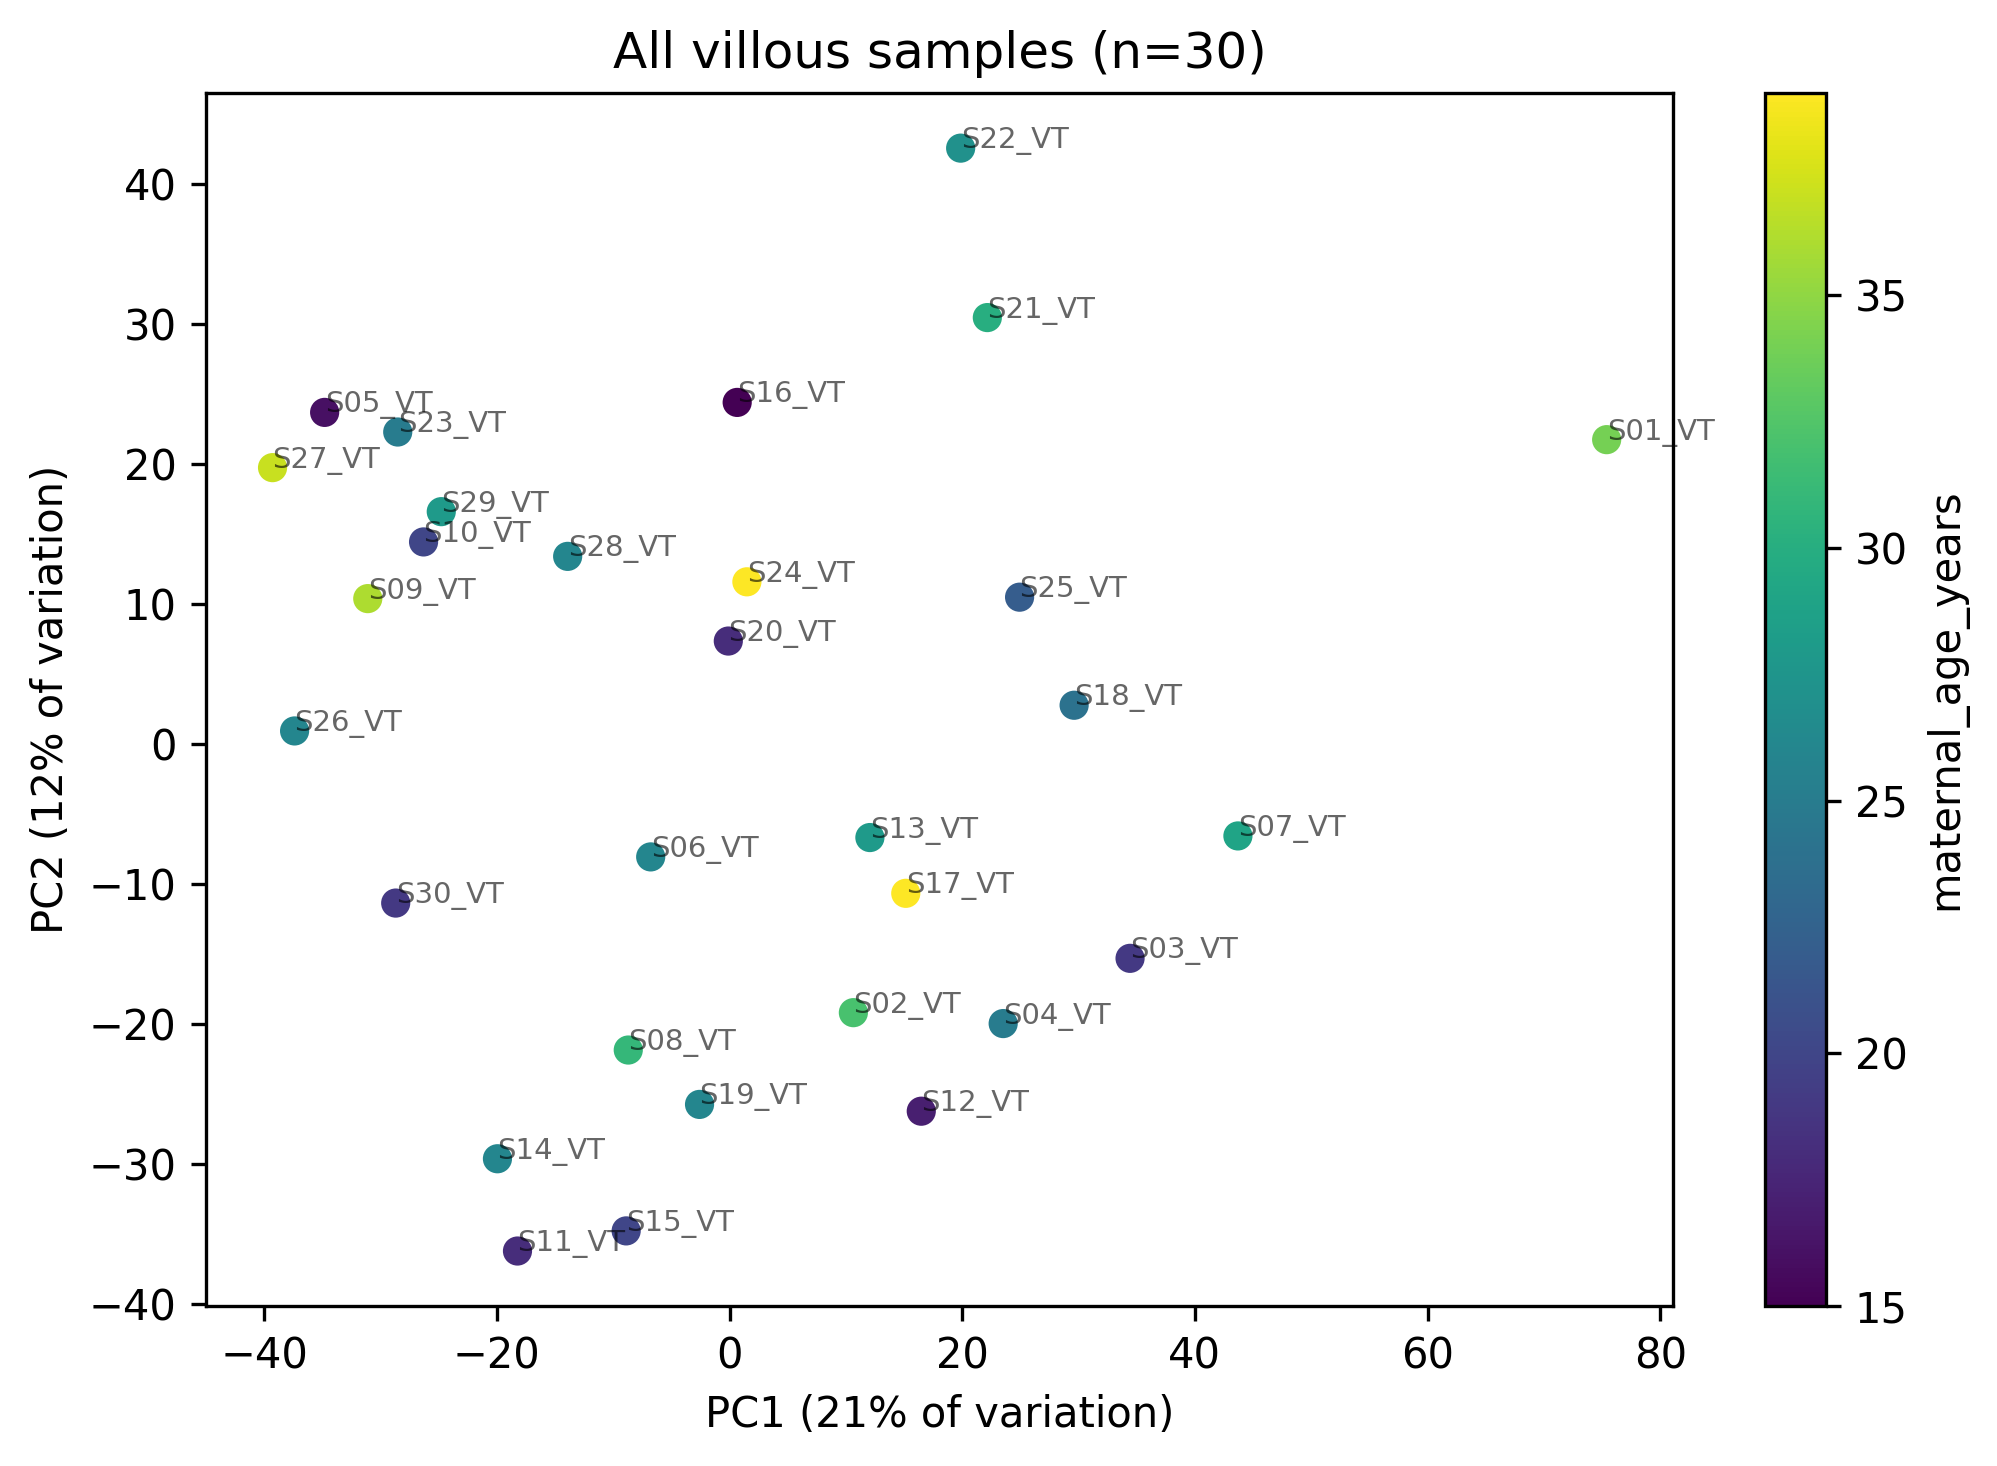 All villous samples (n=30)
S22_VT
40
35
S21_VT
30
S16_VT
S05_VT
S23_VT
S01_VT
S27_VT
20
S29_VT
S10_VT
S28_VT
30
S24_VT
S09_VT
S25_VT
10
S20_VT
S18_VT
S26_VT
0
25
S13_VT
S07_VT
S06_VT
−10
S17_VT
S30_VT
S03_VT
S02_VT
S04_VT
−20
S08_VT
20
S19_VT
S12_VT
S14_VT
−30
S15_VT
S11_VT
−40
15
−40 −20 0 20 40 60 80
PC1 (21% of variation)
PC2 (12% of variation)
maternal_age_years